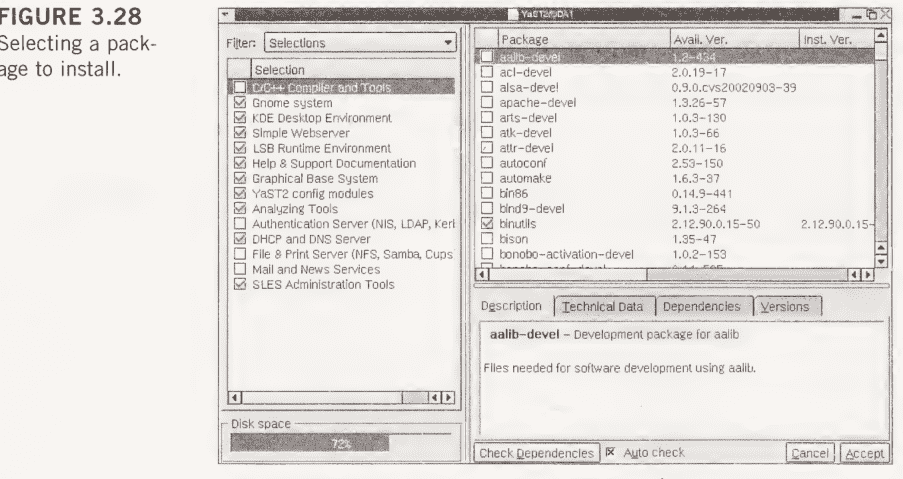 FIGURE 3.28
Selecting a pack-
age to install.
YaST2@DA1
Filter: Selections
Selection
C/C++ Compiler and Tools
Gnome system
KDE Desktop Environment
Simple Webserver
LSB Runtime Environment
Help & Support Documentation
Graphical Base System
YaST2 config modules
Analyzing Tools
Authentication Server (NIS, LDAP, Kerl
DHCP and DNS Server
File & Print Server (NFS, Samba, Cups
Mail and News Services
SLES Administration Tools
Disk space
72%
Package Avail. Ver. Inst. Ver.
aalib-devel 1.2-434
acl-devel 2.0.19-17
alsa-devel 0.9.0.cvs20020903-39
apache-devel 1.3.26-57
arts-devel 1.0.3-130
atk-devel 1.0.3-66
attr-devel 2.0.11-16
autoconf 2.53-150
automake 1.6.3-37
bin86 0.14.9-441
bind9-devel 9.1.3-264
binutils 2.12.90.0.15-50 2.12.90.0.15-
bison 1.35-47
bonobo-activation-devel 1.0.2-153
Description Technical Data Dependencies Versions
aalib-devel - Development package for aalib
Files needed for software development using aalib.
Check Dependencies Auto check Cancel Accept